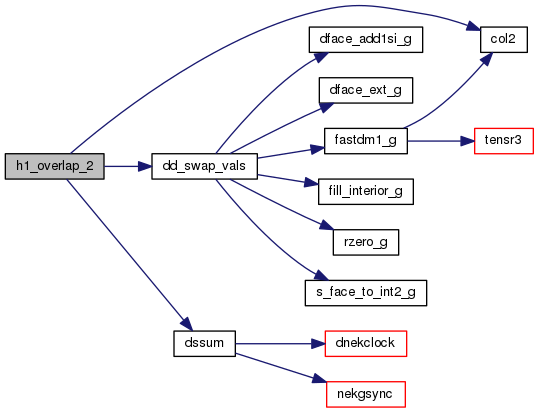 dface_add1si_g
col2
dface_ext_g
fastdm1_g
tensr3
h1_overlap_2
dd_swap_vals
fill_interior_g
rzero_g
s_face_to_int2_g
dssum
dnekclock
nekgsync